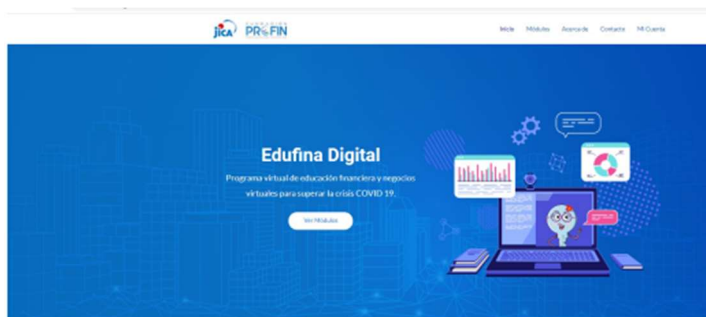 jica
FUNDACIÓN
PROFIN
Inicio Módulos Acerca de Contacto Mi Cuenta
Edufina Digital
Programa virtual de educación financiera y negocios
virtuales para superar la crisis COVID 19.
Ver Módulos